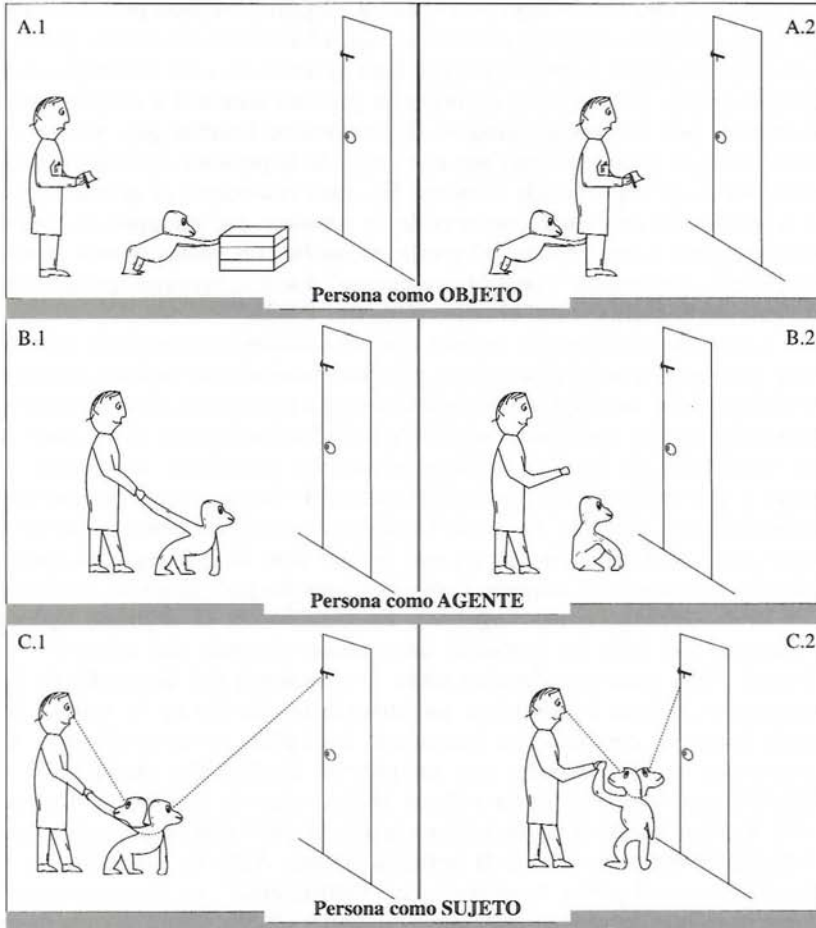 A.1
A.2
Persona como OBJETO
B.1
B.2
Persona como AGENTE
C.1
C.2
Persona como SUJETO